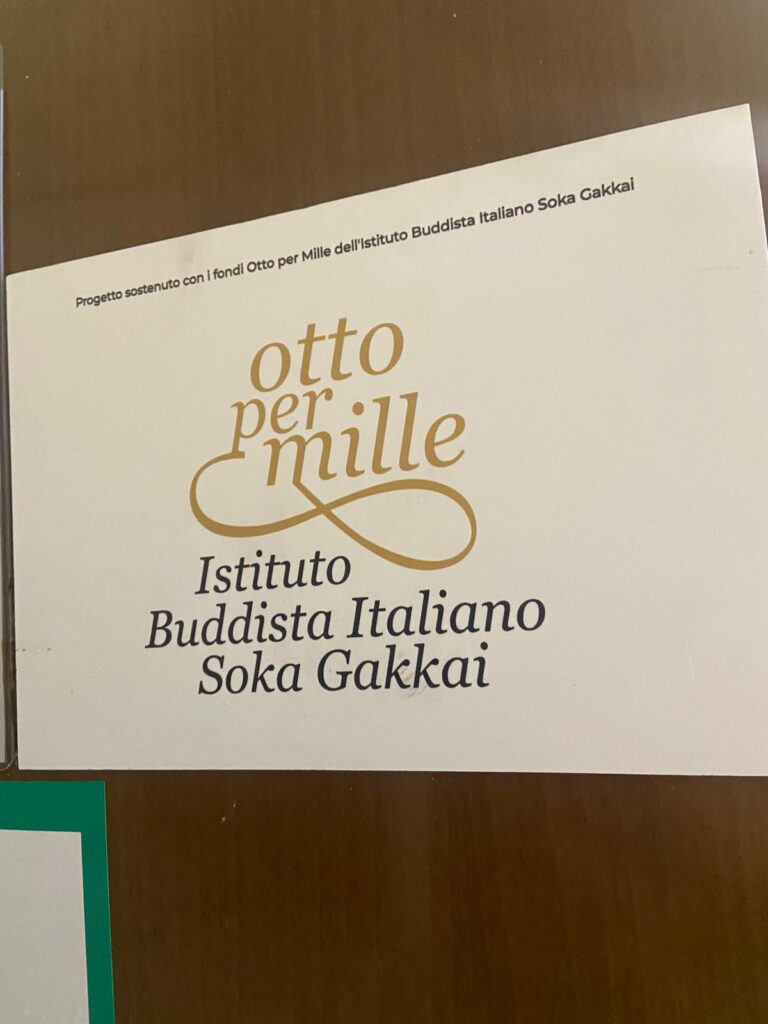 Progetto sostenuto con i fondi Otto per Mille dell'Istituto Buddista Italiano Soka Gakkai
otto
per
mille
Istituto
Buddista Italiano
Soka Gakkai